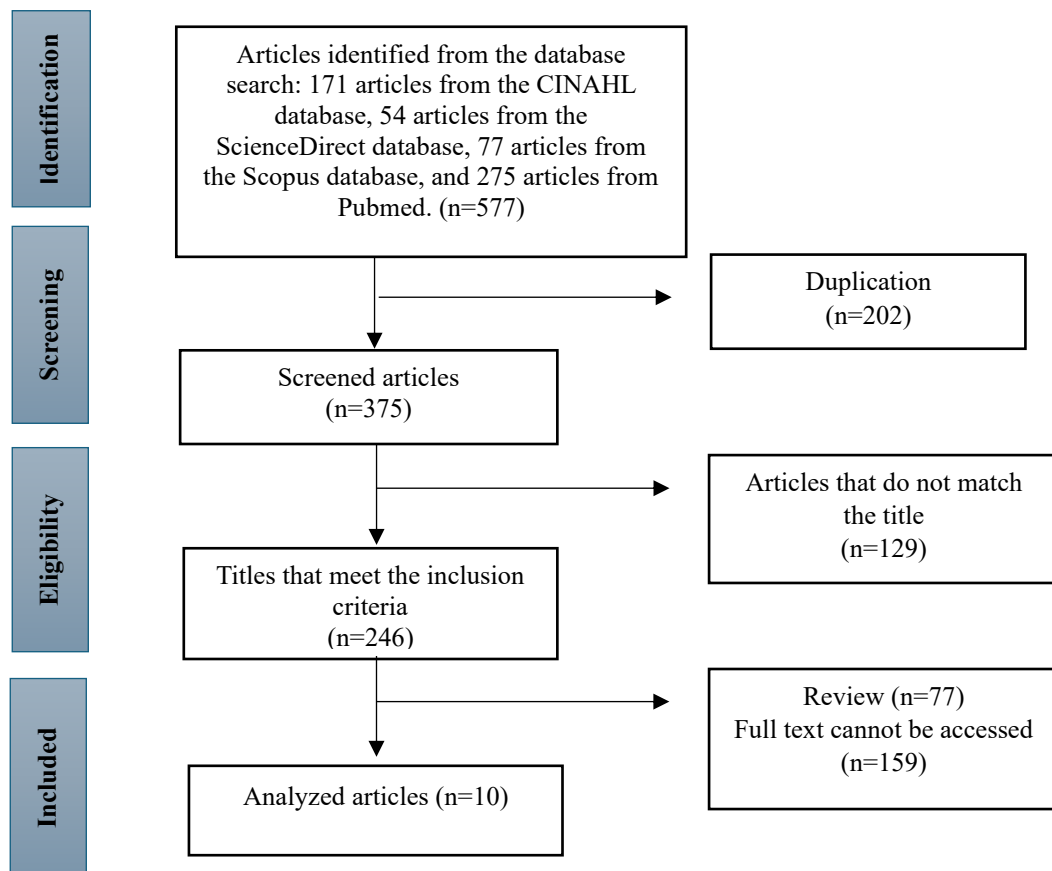 Identification
Articles identified from the database
search: 171 articles from the CINAHL
database, 54 articles from the
ScienceDirect database, 77 articles from
the Scopus database, and 275 articles from
Pubmed. (n=577)
Screening
Duplication
(n=202)
Screened articles
(n=375)
Eligibility
Articles that do not match
the title
(n=129)
Titles that meet the inclusion
criteria
(n=246)
Included
Review (n=77)
Full text cannot be accessed
(n=159)
Analyzed articles (n=10)